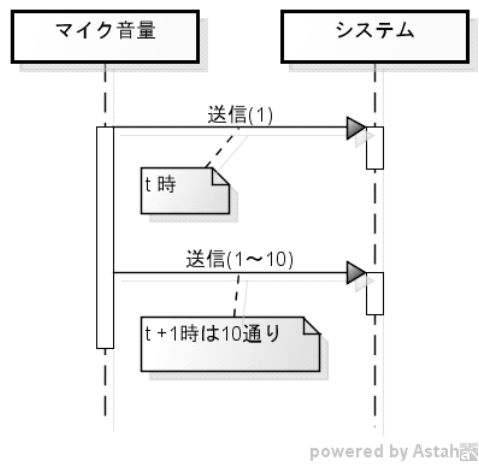 マイク音量
システム
送信(1)
t 時
送信(1～10)
t +1時は10通り
powered by Astah